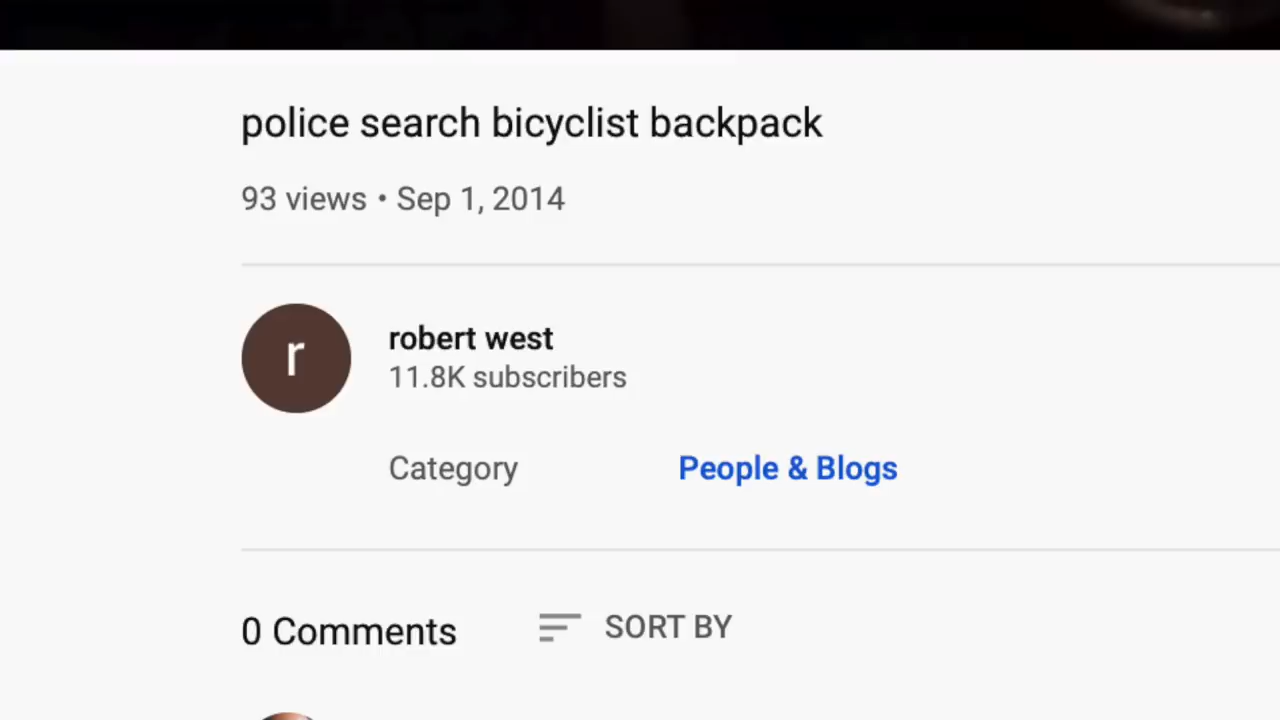 police search bicyclist backpack
93 views • Sep 1, 2014
r
robert west
11.8K subscribers
Category People & Blogs
0 Comments SORT BY